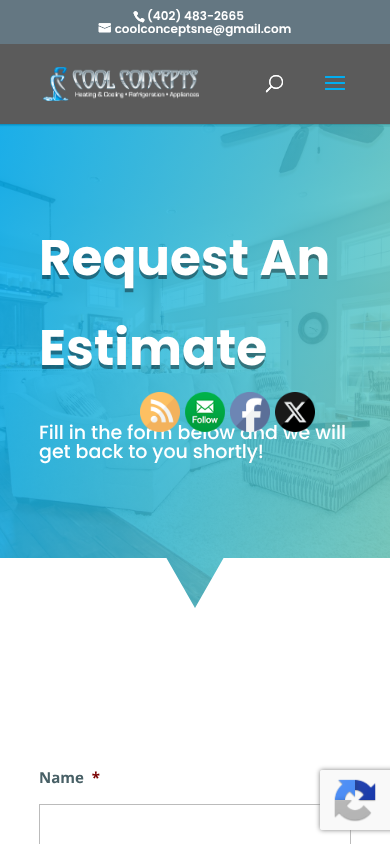 (402) 483-2665
coolconceptsne@gmail.com
COOL CONCEPTS
Heating & Cooling • Refrigeration • Appliances
Request An
Estimate
Follow
Fill in the form below and we will
get back to you shortly!
Name *